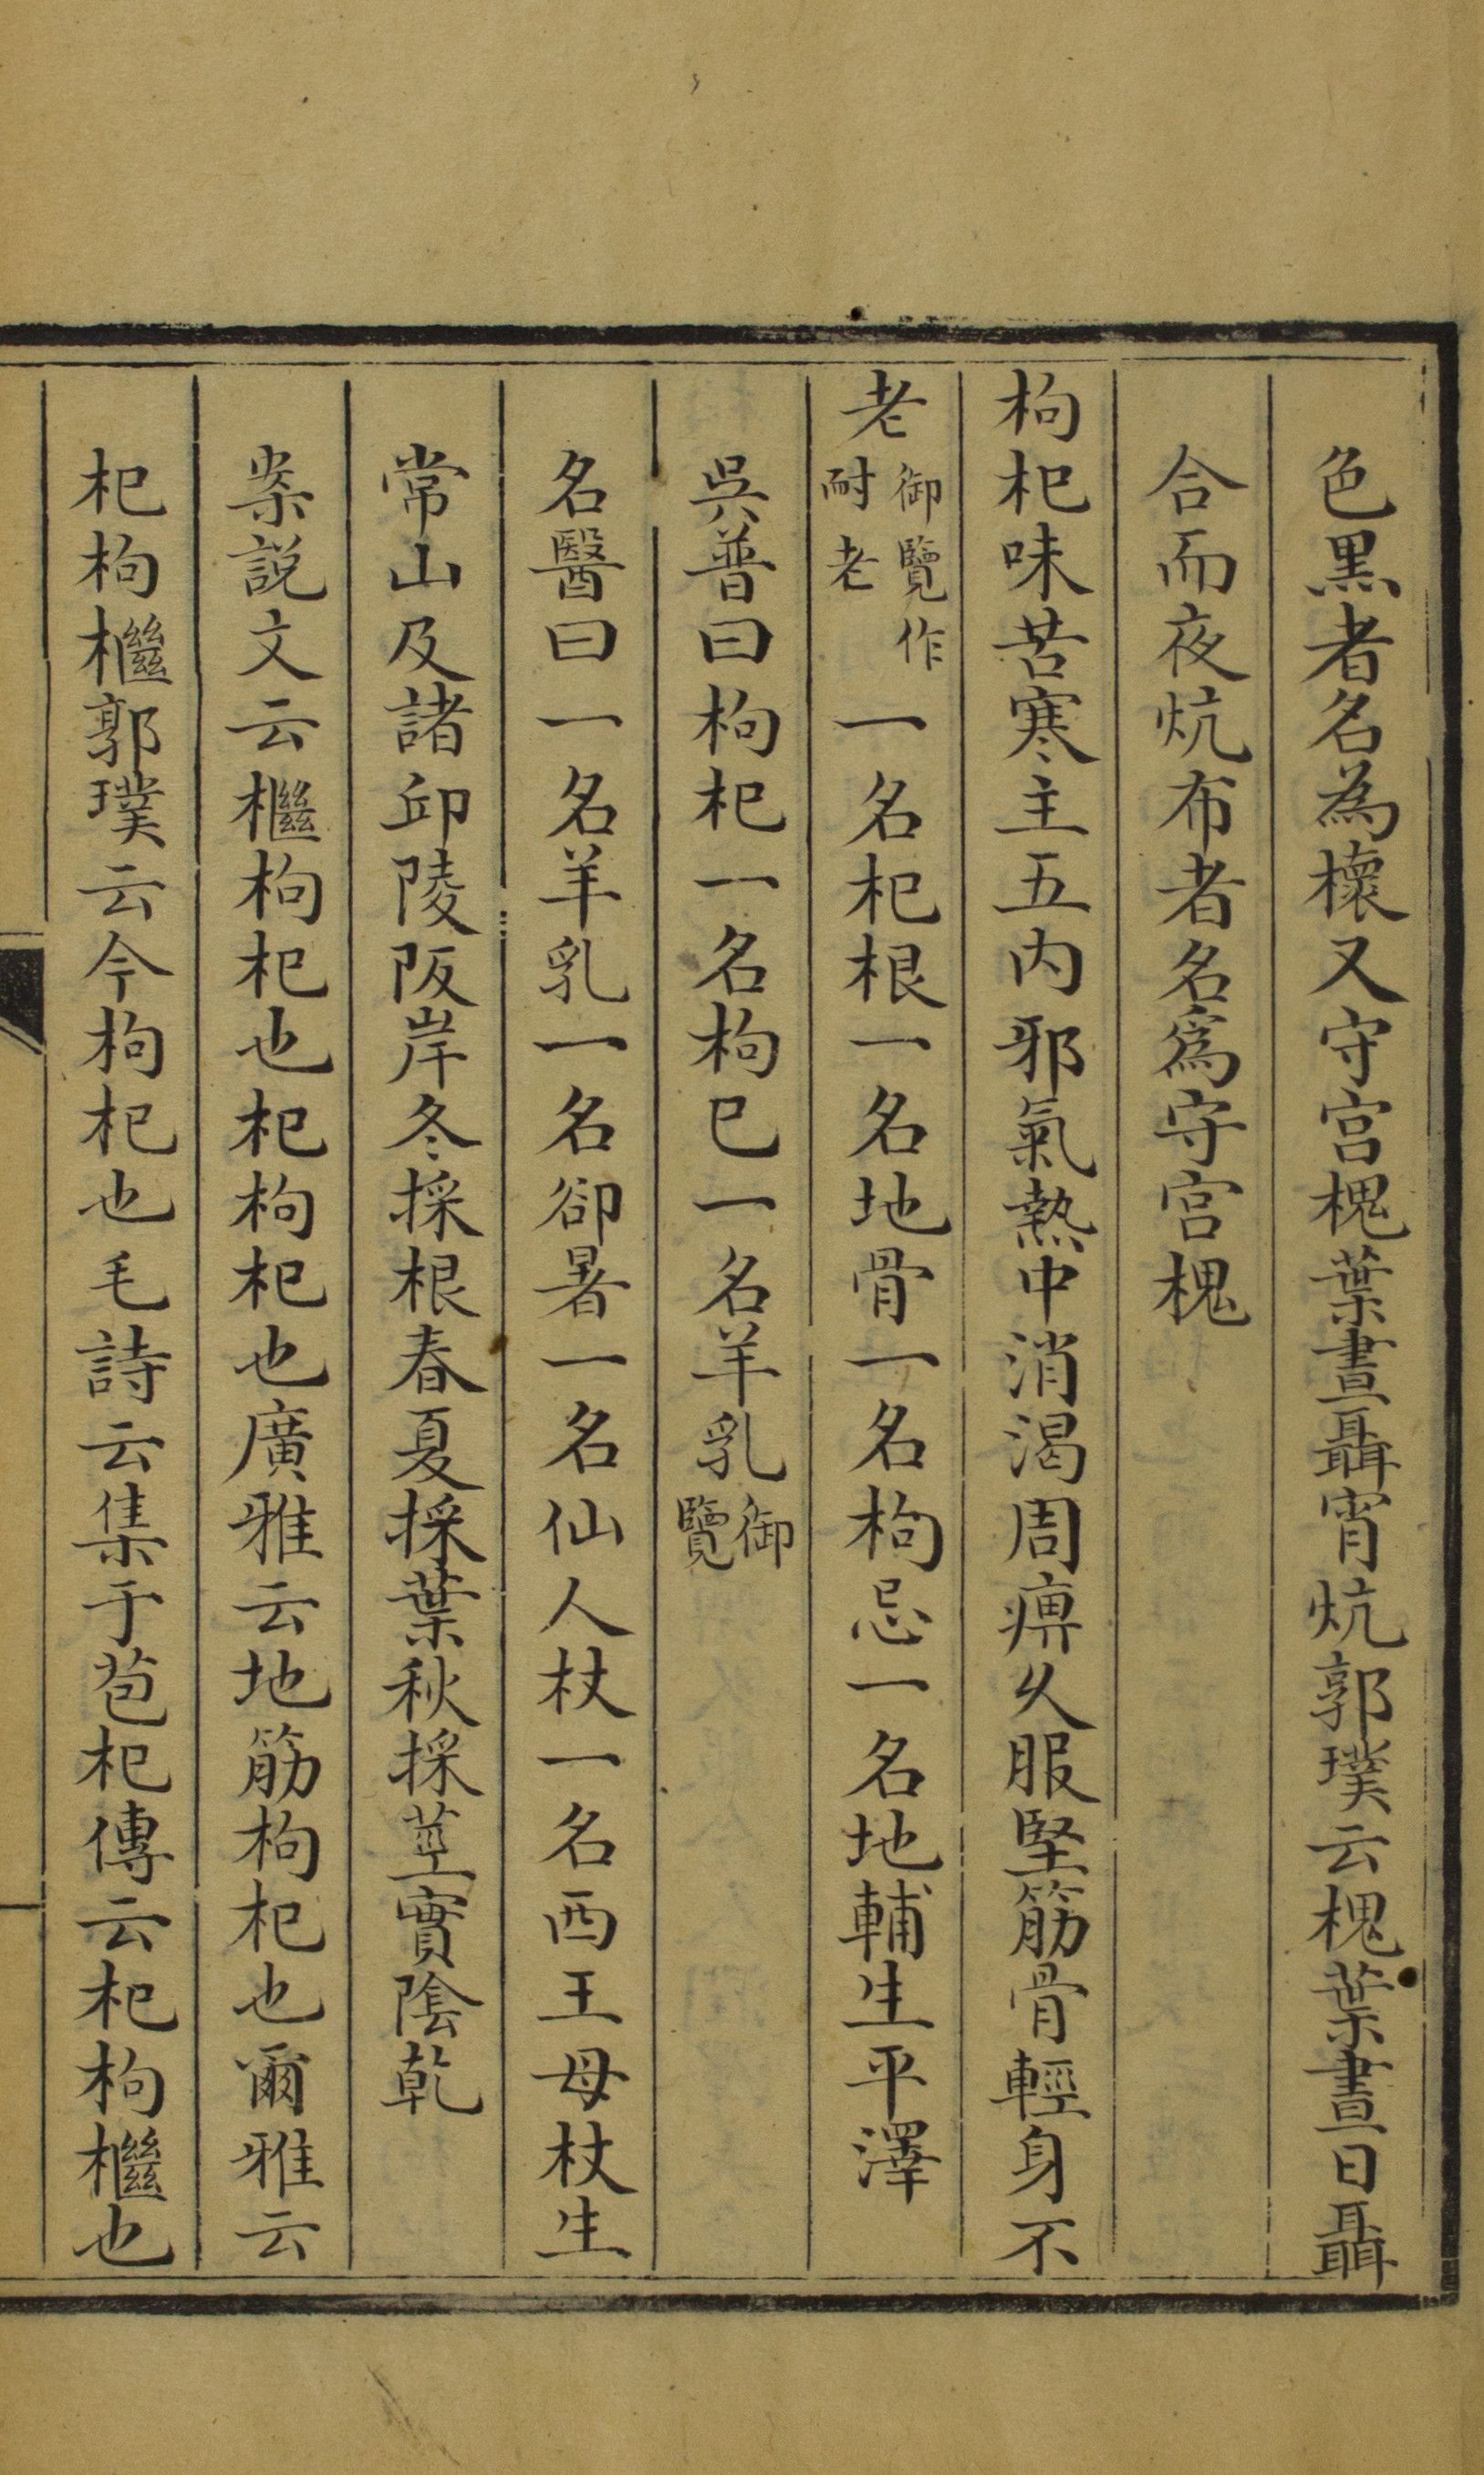 色黒者名為櫰又守宮槐葉晝聶宵炕郭璞云槐葉晝日聶
合而夜炕布者名爲守宮槐
枸杞味苦寒主五内邪氣熱中消渴周痹久服堅筋骨輕身不
老御覽作耐老一名杞根一名地骨一名枸忌一名地輔生平澤
吳普曰枸杞一名枸巳一名羊乳御覽
名醫曰一名羊乳一名卻暑一名仙人杖一名西王母杖生
常山及諸邱陵阪岸冬採根春夏採葉秋採莖實陰乾
案説文云檵枸杞也杞枸杞也廣雅云地筋枸杞也爾雅云
杞枸檵郭璞云今枸杞也毛詩云集于苞杞傳云杞枸檵也